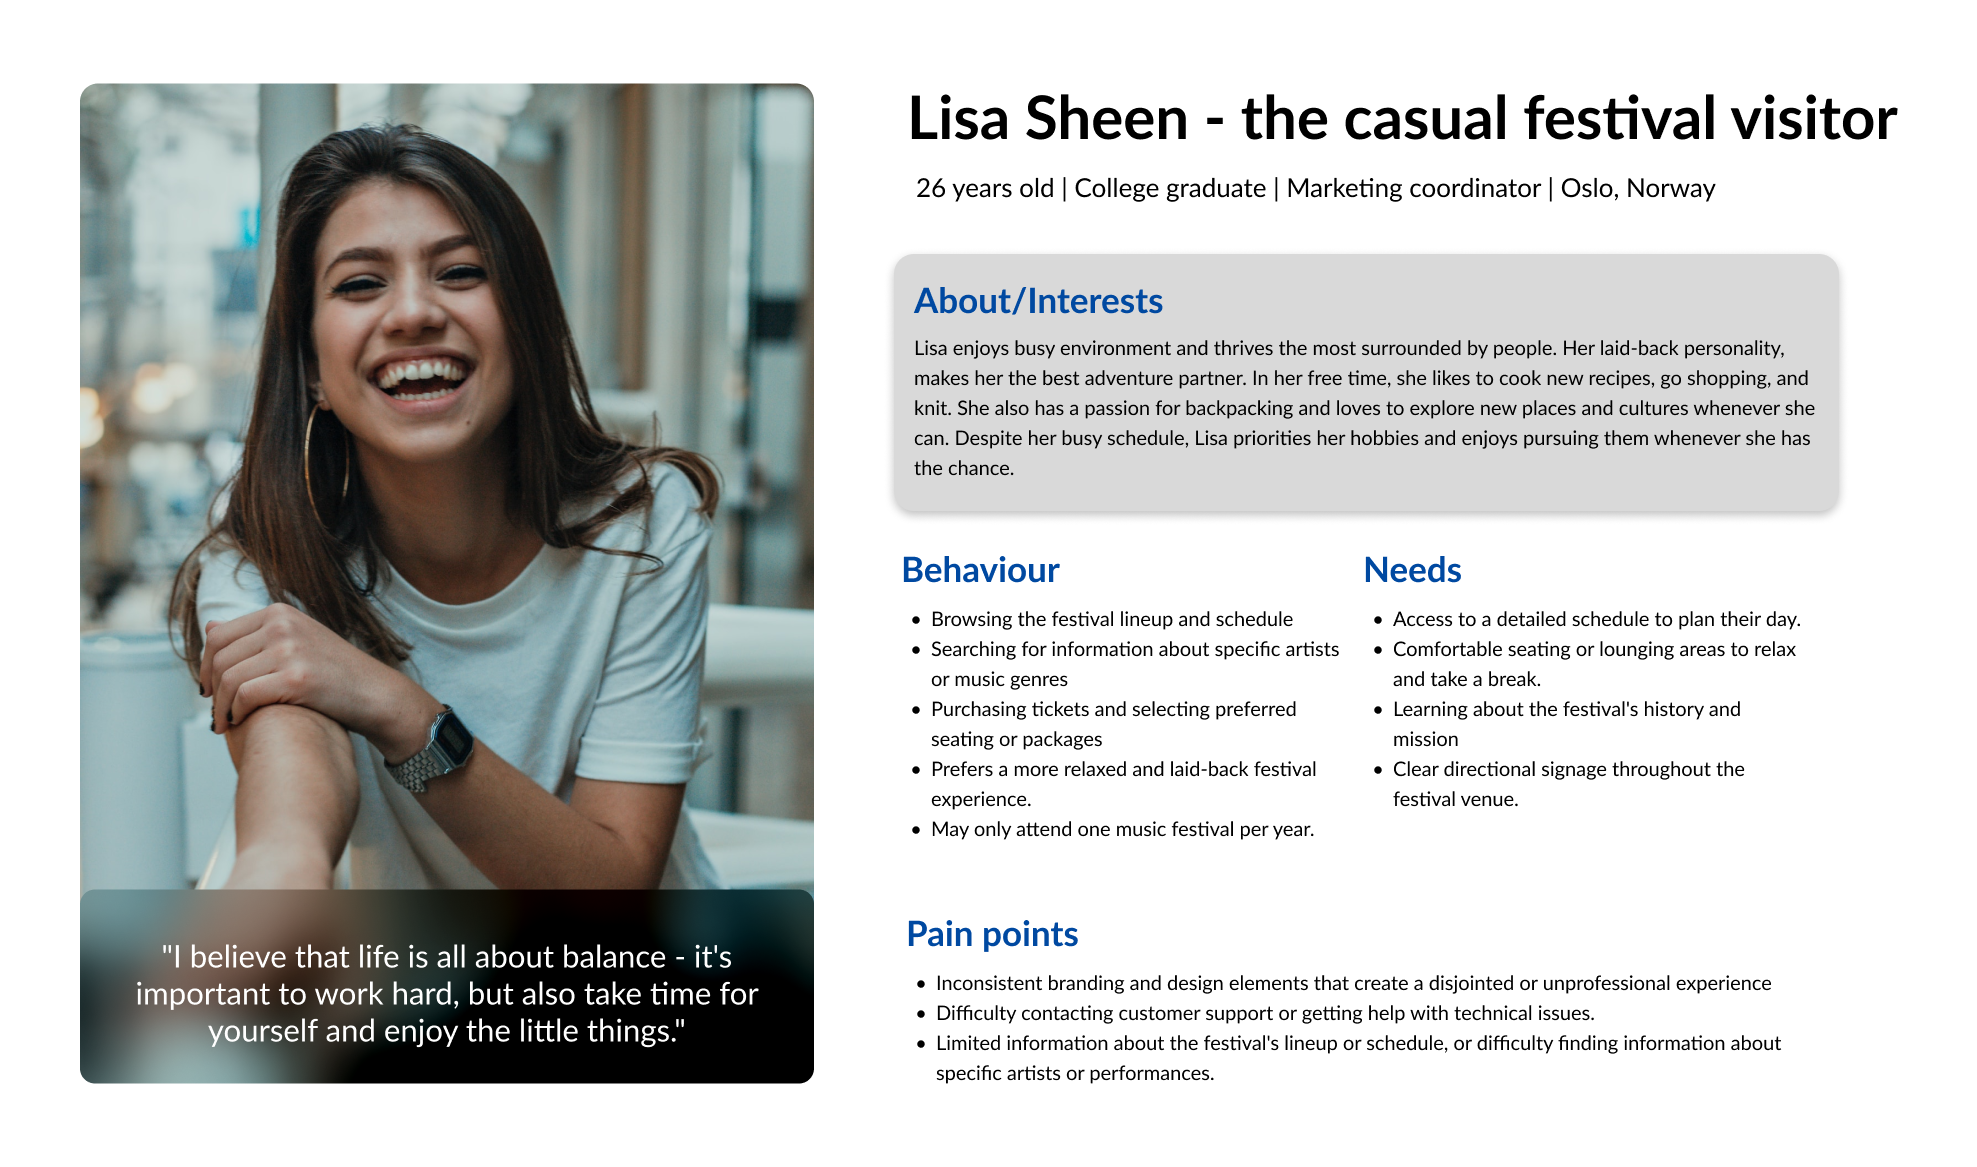 Lisa Sheen - the casual festival visitor
26 years old | College graduate | Marketing coordinator | Oslo, Norway
About/Interests
Lisa enjoys busy environment and thrives the most surrounded by people. Her laid-back personality,
makes her the best adventure partner. In her free time, she likes to cook new recipes, go shopping, and
knit. She also has a passion for backpacking and loves to explore new places and cultures whenever she
can. Despite her busy schedule, Lisa priorities her hobbies and enjoys pursuing them whenever she has
the chance.
Behaviour
• Browsing the festival lineup and schedule
• Searching for information about specific artists
or music genres
• Purchasing tickets and selecting preferred
seating or packages
• Prefers a more relaxed and laid-back festival
experience.
• May only attend one music festival per year.
Needs
• Access to a detailed schedule to plan their day.
• Comfortable seating or lounging areas to relax
and take a break.
• Learning about the festival's history and
mission
• Clear directional signage throughout the
festival venue.
Pain points
• Inconsistent branding and design elements that create a disjointed or unprofessional experience
• Difficulty contacting customer support or getting help with technical issues.
• Limited information about the festival's lineup or schedule, or difficulty finding information about
specific artists or performances.
"I believe that life is all about balance - it's
important to work hard, but also take time for
yourself and enjoy the little things."